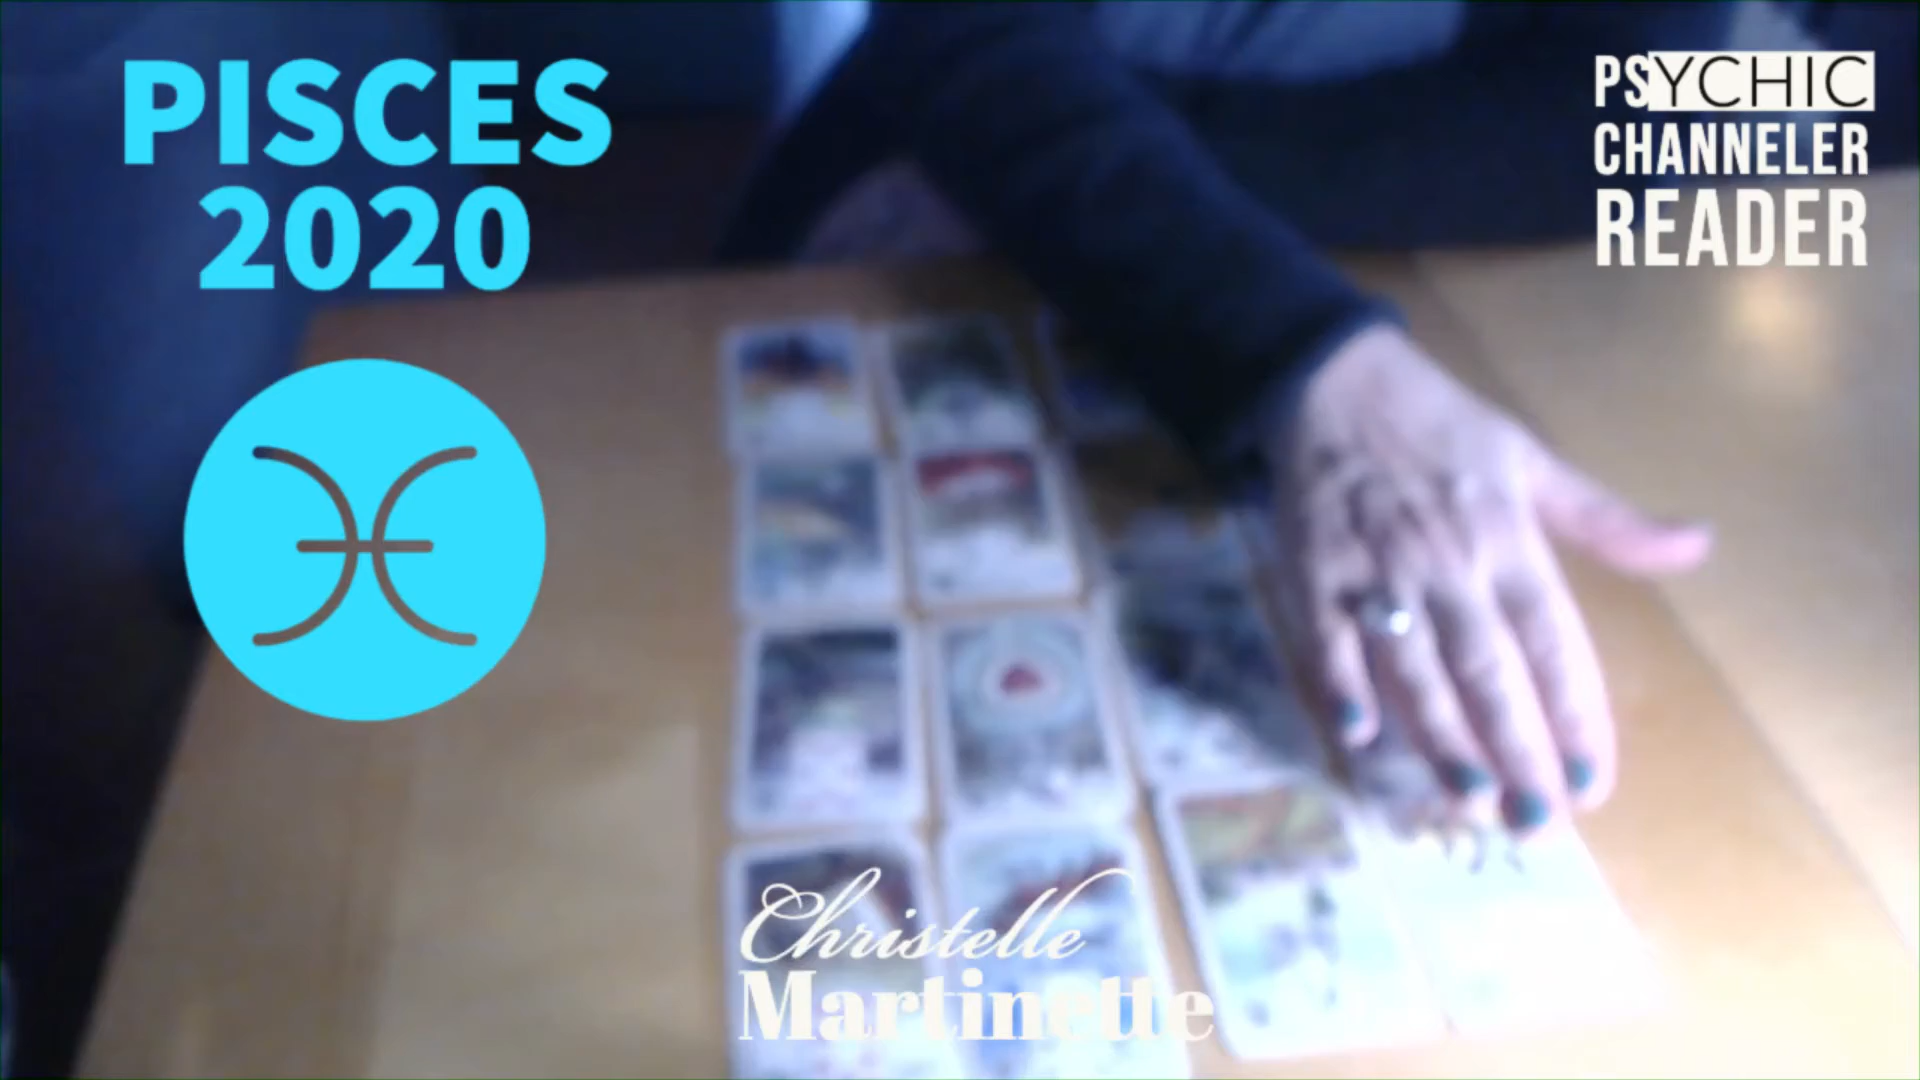 PISCES
2020
PSYCHIC
CHANNELER
READER
Christelle
Martinette